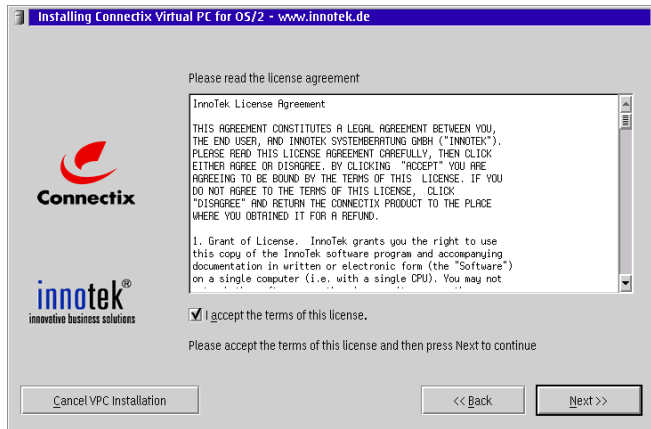 Installing Connectix Virtual PC for OS/2 - www.innotek.de
Please read the license agreement
InnoTek License Agreement
THIS AGREEMENT CONSTITUTES A LEGAL AGREEMENT BETWEEN YOU,
THE END USER, AND INNOTEK SYSTEMBERATUNG GMBH ("INNOTEK").
PLEASE READ THIS LICENSE AGREEMENT CAREFULLY, THEN CLICK
EITHER AGREE OR DISAGREE. BY CLICKING  "ACCEPT" YOU ARE
AGREEING TO BE BOUND BY THE TERMS OF THIS  LICENSE. IF YOU
DO NOT AGREE TO THE TERMS OF THIS LICENSE,  CLICK
"DISAGREE" AND RETURN THE CONNECTIX PRODUCT TO THE PLACE
WHERE YOU OBTAINED IT FOR A REFUND.
1. Grant of License.  InnoTek grants you the right to use
this copy of the InnoTek software program and accompanying
documentation in written or electronic form (the "Software")
on a single computer (i.e. with a single CPU). You may not
Connectix
innotek®
innovative business solutions
I accept the terms of this license.
Please accept the terms of this license and then press Next to continue
Cancel VPC Installation
<< Back
Next >>